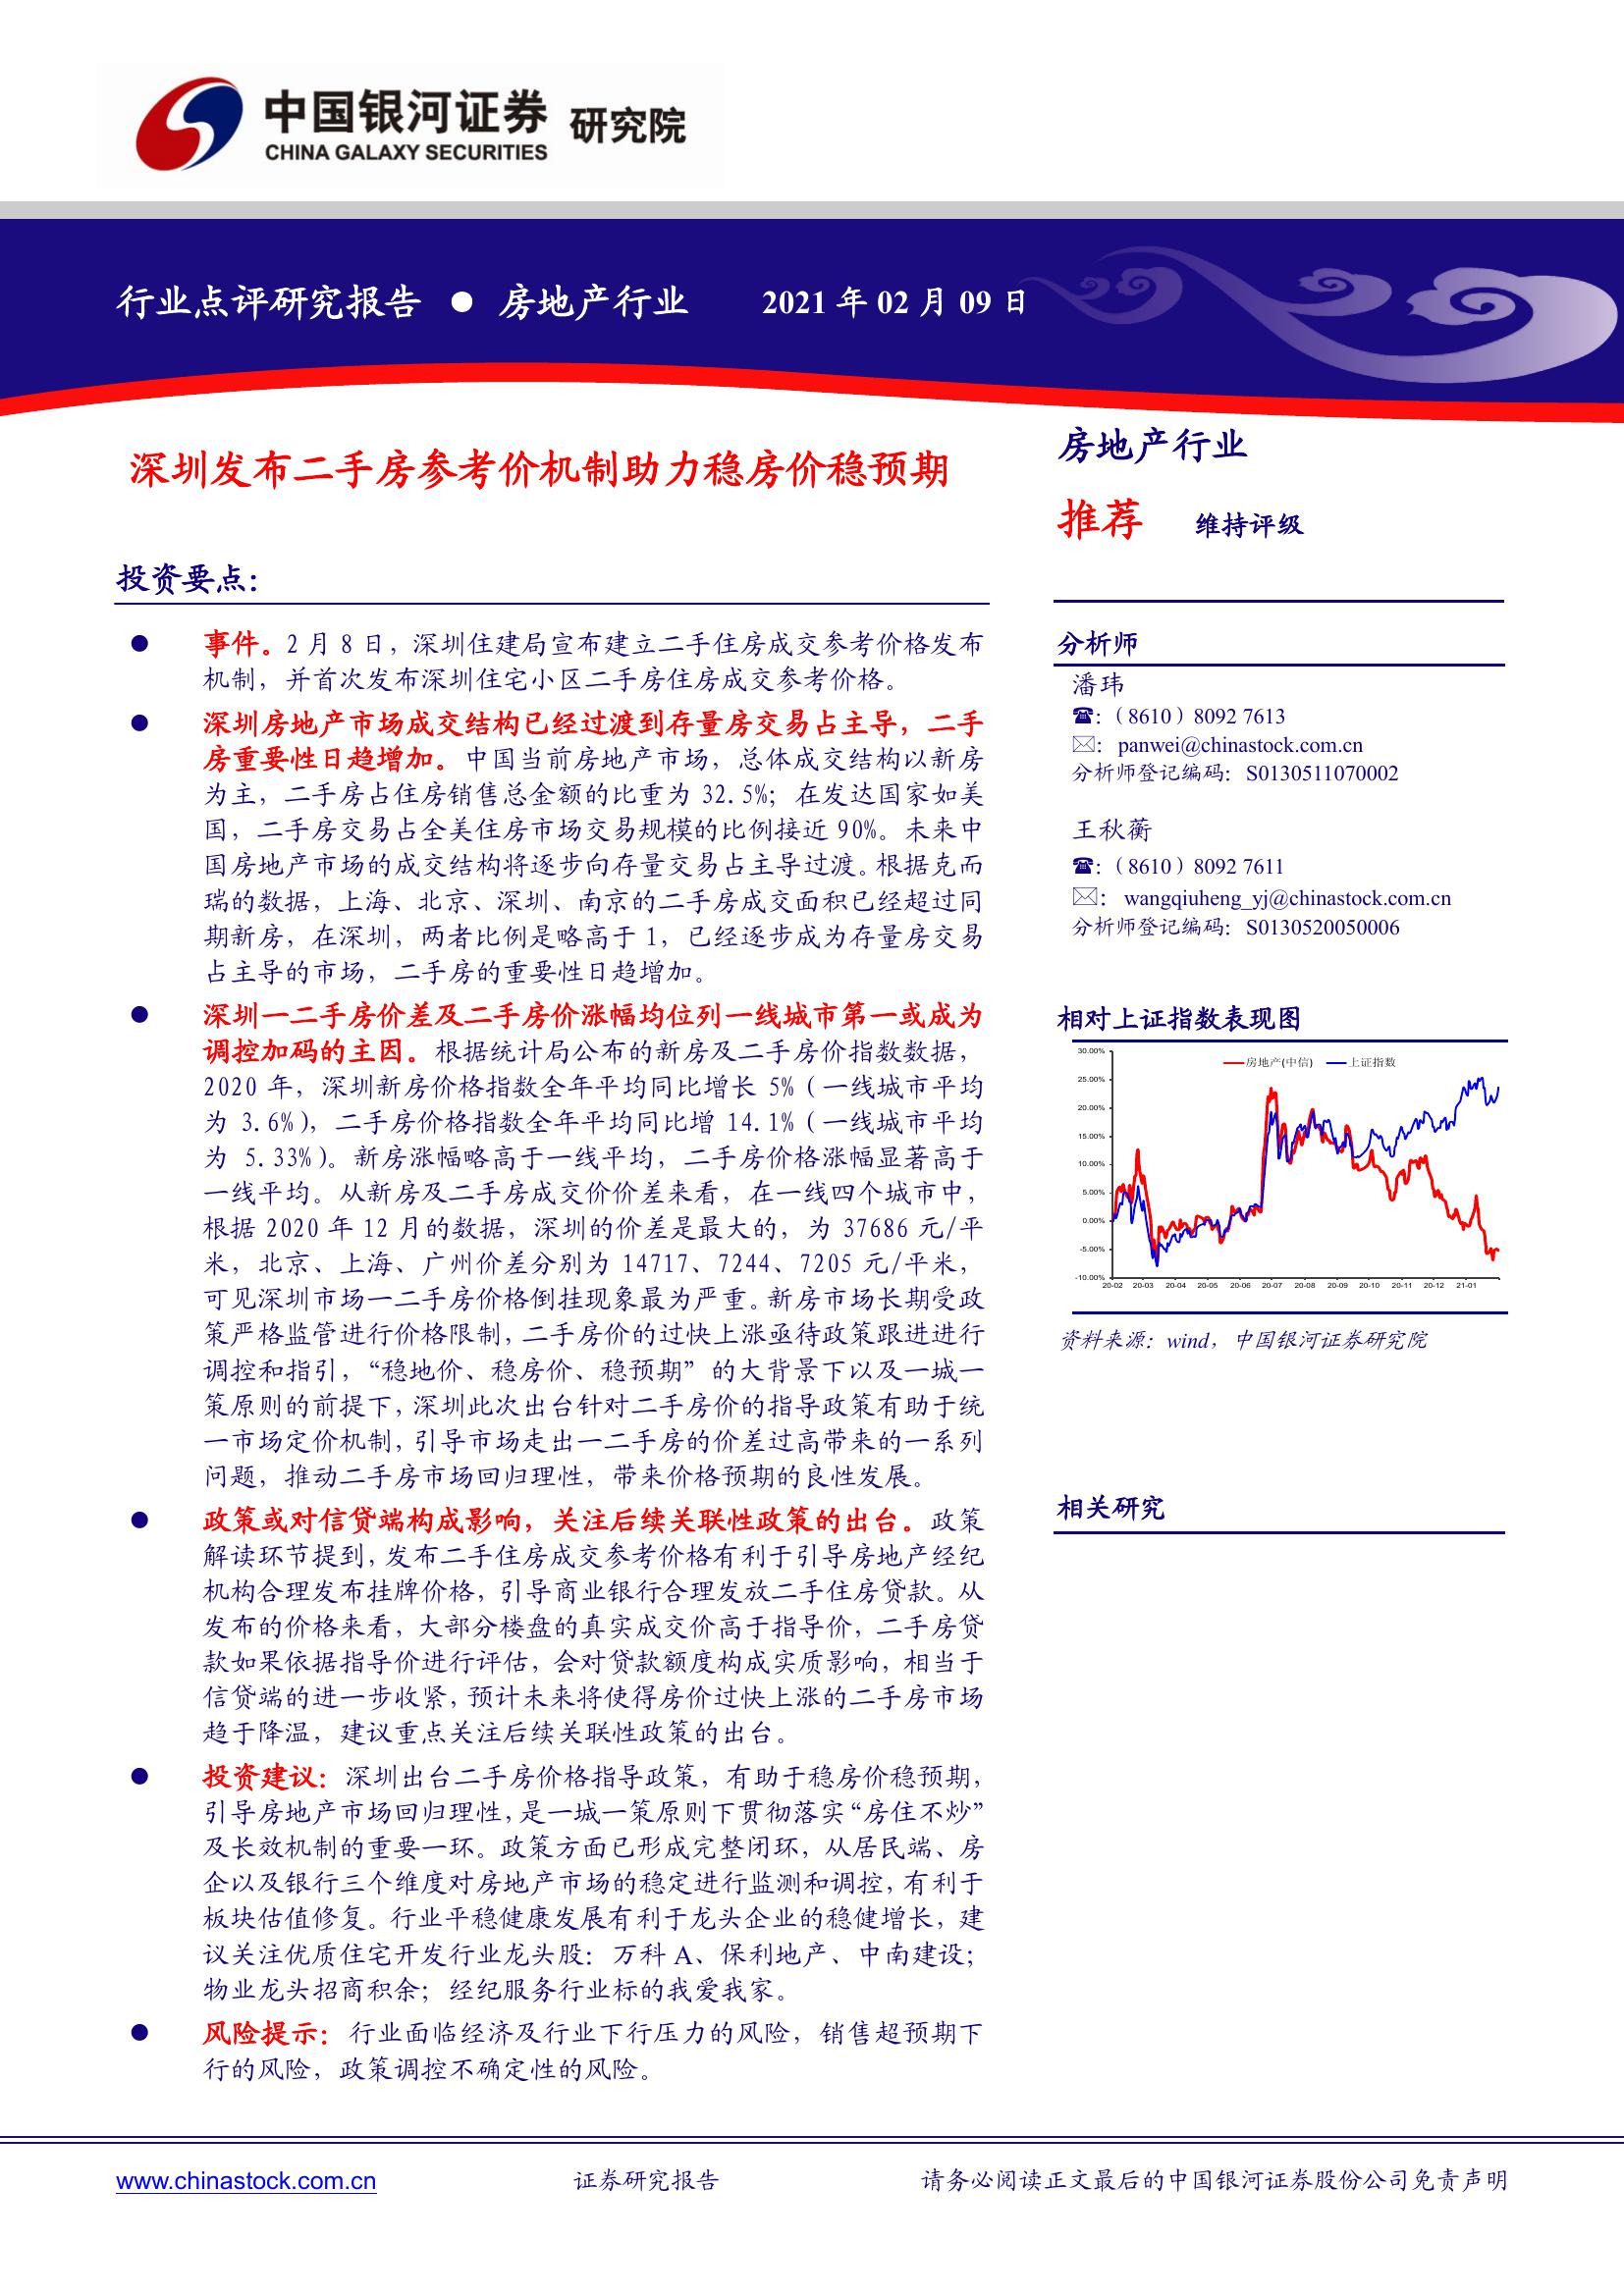 中国银河证券 研究院
CHINA GALAXY SECURITIES
行业点评研究报告 ● 房地产行业 2021 年 02 月 09 日
深圳发布二手房参考价机制助力稳房价稳预期
投资要点：
● 事件。2 月 8 日，深圳住建局宣布建立二手住房成交参考价格发布
机制，并首次发布深圳住宅小区二手房住房成交参考价格。
● 深圳房地产市场成交结构已经过渡到存量房交易占主导，二手
房重要性日趋增加。中国当前房地产市场，总体成交结构以新房
为主，二手房占住房销售总金额的比重为 32.5%；在发达国家如美
国，二手房交易占全美住房市场交易规模的比例接近 90%。未来中
国房地产市场的成交结构将逐步向存量交易占主导过渡。根据克而
瑞的数据，上海、北京、深圳、南京的二手房成交面积已经超过同
期新房，在深圳，两者比例是略高于 1，已经逐步成为存量房交易
占主导的市场，二手房的重要性日趋增加。
● 深圳一二手房价差及二手房价涨幅均位列一线城市第一或成为
调控加码的主因。根据统计局公布的新房及二手房价指数数据，
2020 年，深圳新房价格指数全年平均同比增长 5%（一线城市平均
为 3.6%），二手房价格指数全年平均同比增 14.1%（一线城市平均
为 5.33%）。新房涨幅略高于一线平均，二手房价格涨幅显著高于
一线平均。从新房及二手房成交价价差来看，在一线四个城市中，
根据 2020 年 12 月的数据，深圳的价差是最大的，为 37686 元/平
米，北京、上海、广州价差分别为 14717、7244、7205 元/平米，
可见深圳市场一二手房价格倒挂现象最为严重。新房市场长期受政
策严格监管进行价格限制，二手房价的过快上涨亟待政策跟进进行
调控和指引，“稳地价、稳房价、稳预期”的大背景下以及一城一
策原则的前提下，深圳此次出台针对二手房价的指导政策有助于统
一市场定价机制，引导市场走出一二手房的价差过高带来的一系列
问题，推动二手房市场回归理性，带来价格预期的良性发展。
● 政策或对信贷端构成影响，关注后续关联性政策的出台。政策
解读环节提到，发布二手住房成交参考价格有利于引导房地产经纪
机构合理发布挂牌价格，引导商业银行合理发放二手住房贷款。从
发布的价格来看，大部分楼盘的真实成交价高于指导价，二手房贷
款如果依据指导价进行评估，会对贷款额度构成实质影响，相当于
信贷端的进一步收紧，预计未来将使得房价过快上涨的二手房市场
趋于降温，建议重点关注后续关联性政策的出台。
● 投资建议：深圳出台二手房价格指导政策，有助于稳房价稳预期，
引导房地产市场回归理性，是一城一策原则下贯彻落实“房住不炒”
及长效机制的重要一环。政策方面已形成完整闭环，从居民端、房
企以及银行三个维度对房地产市场的稳定进行监测和调控，有利于
板块估值修复。行业平稳健康发展有利于龙头企业的稳健增长，建
议关注优质住宅开发行业龙头股：万科 A、保利地产、中南建设；
物业龙头招商积余；经纪服务行业标的我爱我家。
● 风险提示：行业面临经济及行业下行压力的风险，销售超预期下
行的风险，政策调控不确定性的风险。
房地产行业
推荐 维持评级
分析师
潘玮
☎:（8610）8092 7613
✉: panwei@chinastock.com.cn
分析师登记编码：S0130511070002
王秋蘅
☎:（8610）8092 7611
✉: wangqiuheng_yj@chinastock.com.cn
分析师登记编码：S0130520050006
相对上证指数表现图
房地产(中信) 上证指数
30.00%
25.00%
20.00%
15.00%
10.00%
5.00%
0.00%
-5.00%
-10.00%
20-02 20-03 20-04 20-05 20-06 20-07 20-08 20-09 20-10 20-11 20-12 21-01
资料来源：wind，中国银河证券研究院
相关研究
www.chinastock.com.cn 证券研究报告 请务必阅读正文最后的中国银河证券股份公司免责声明